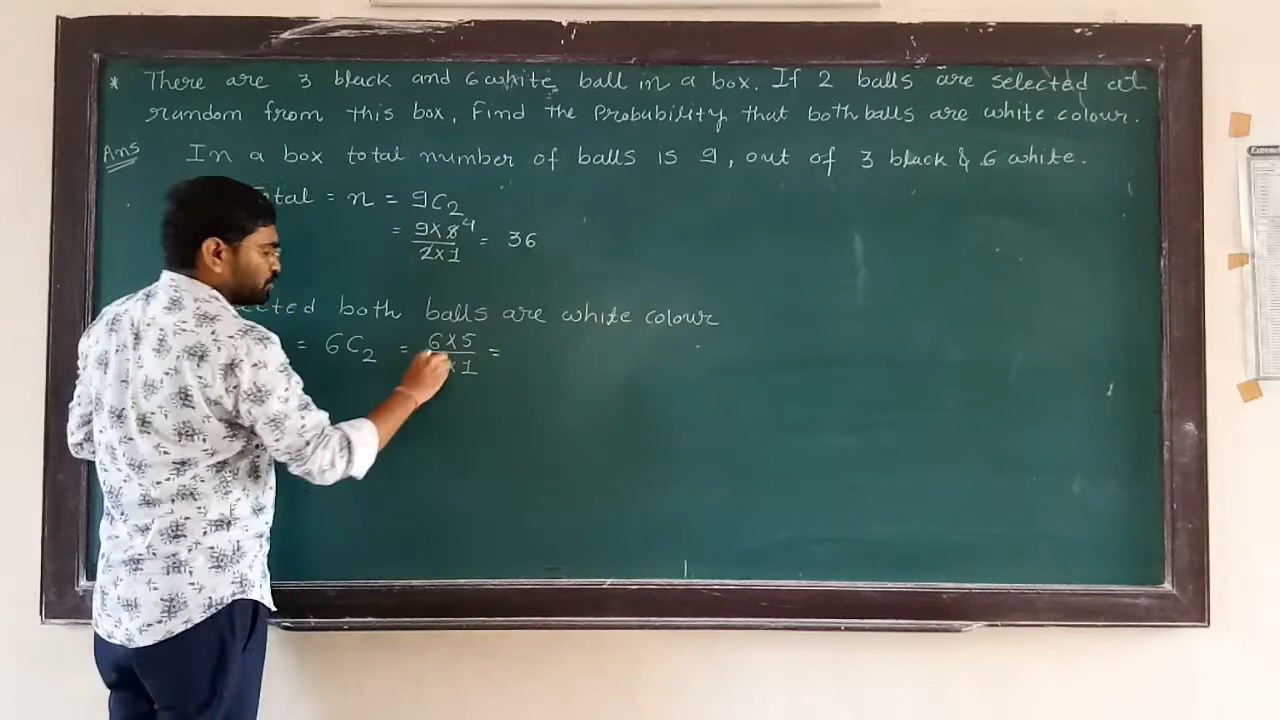 * There are 3 black and 6 white ball in a box. If 2 balls are selected at
random from this box, Find the Probability that both balls are white colour.
Ans In a box total number of balls is 9, out of 3 black & 6 white.
= n = 9C2
= 9×8 4 / 2×1 = 36
both balls are white colour
= 6C2 = 6×5 / ×1 =
Extreme